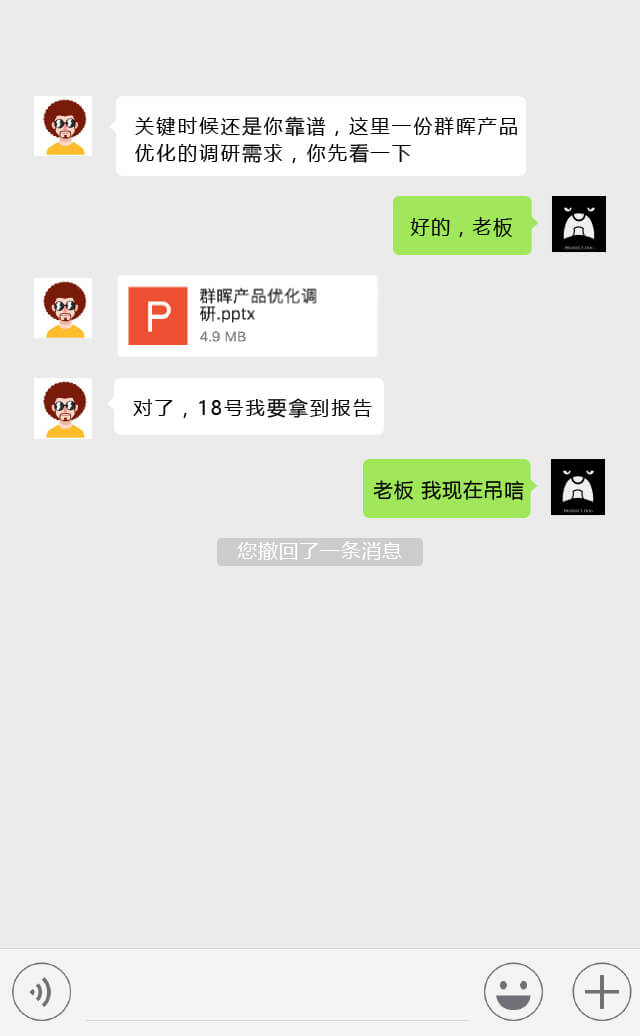 关键时候还是你靠谱，这里一份群晖产品
优化的调研需求，你先看一下
好的，老板
群晖产品优化调
研.pptx
4.9 MB
P
对了，18号我要拿到报告
老板 我现在吊唁
您撤回了一条消息